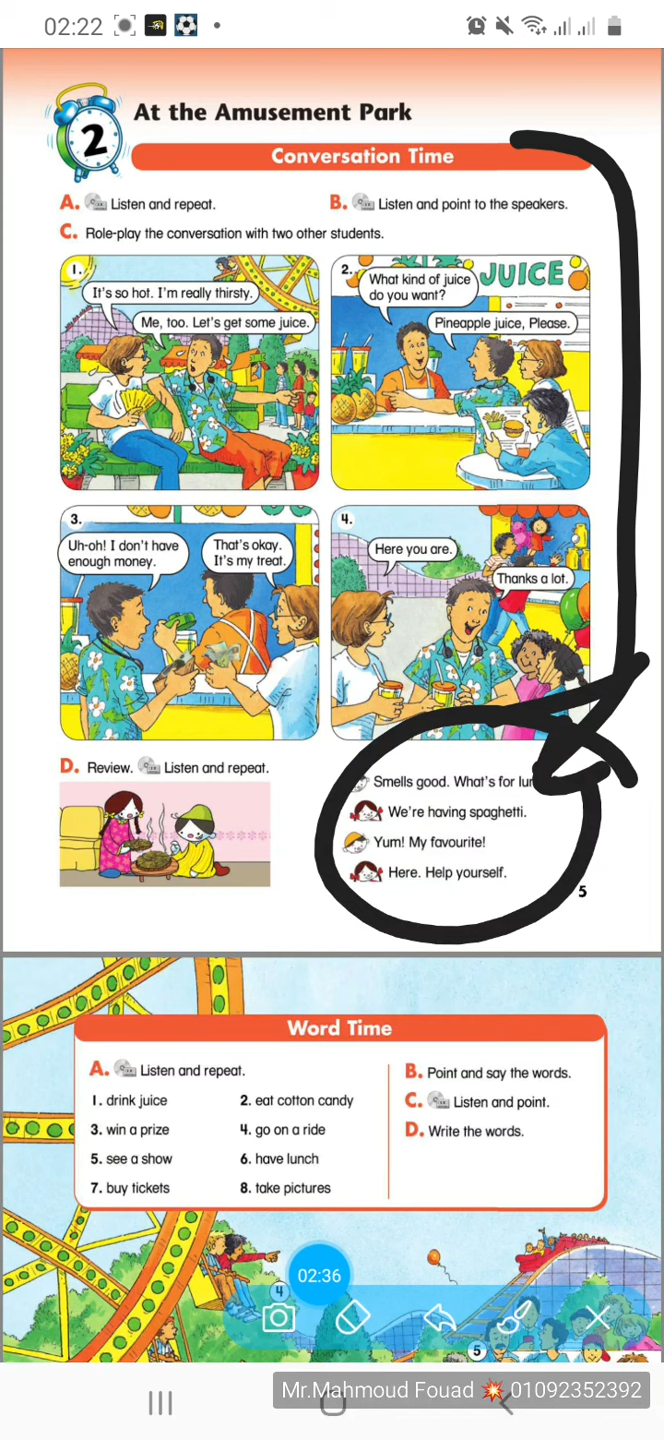 02:22
At the Amusement Park
2
Conversation Time
A. Listen and repeat.
B. Listen and point to the speakers.
C. Role-play the conversation with two other students.
1.
It's so hot. I'm really thirsty.
Me, too. Let's get some juice.
2.
JUICE
What kind of juice
do you want?
Pineapple juice, Please.
3.
Uh-oh! I don't have
enough money.
That's okay.
It's my treat.
4.
Here you are.
Thanks a lot.
D. Review. Listen and repeat.
Smells good. What's for
We're having spaghetti.
Yum! My favourite!
Here. Help yourself.
5
Word Time
A. Listen and repeat.
1. drink juice
2. eat cotton candy
3. win a prize
4. go on a ride
5. see a show
6. have lunch
7. buy tickets
8. take pictures
B. Point and say the words.
C. Listen and point.
D. Write the words.
02:36
4
5
Mr.Mahmoud Fouad 💥 01092352392